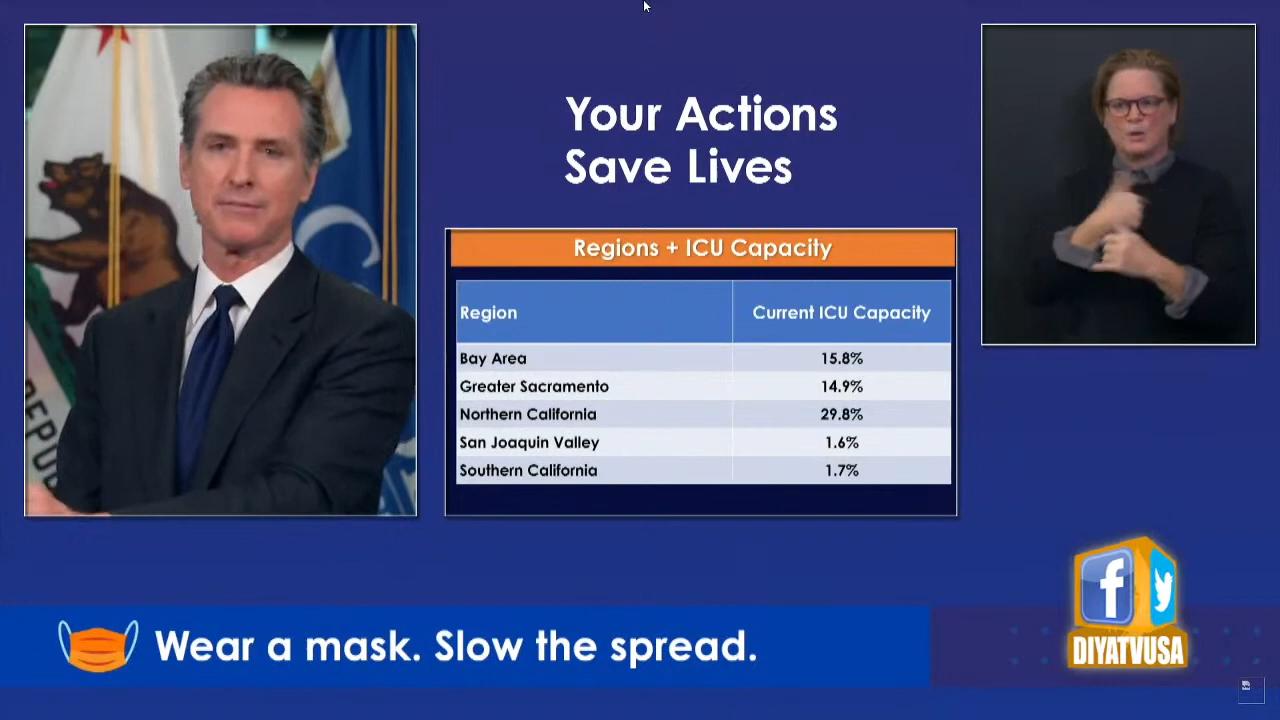 Your Actions
Save Lives
Regions + ICU Capacity
Region Current ICU Capacity
Bay Area 15.8%
Greater Sacramento 14.9%
Northern California 29.8%
San Joaquin Valley 1.6%
Southern California 1.7%
REPU
Wear a mask. Slow the spread.
f
DIYATVUSA